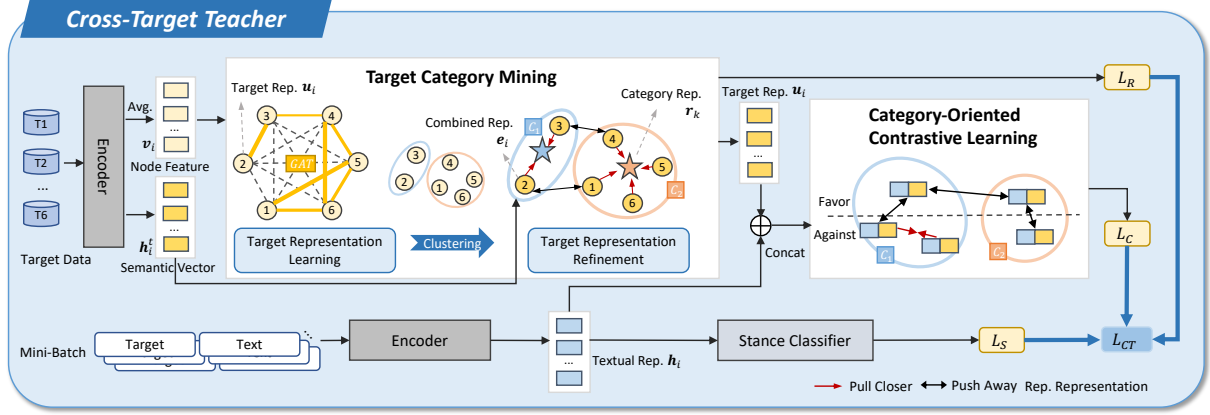 Cross-Target Teacher
T1
T2
...
T6
Target Data
Encoder
Avg.
...
v_i
Node Feature
...
h_i^t
Semantic Vector
Target Category Mining
Target Rep. u_i
3
4
2
GAT
5
1
6
Target Representation
Learning
3
2
4
1
5
6
Clustering
Combined Rep.
e_i
Category Rep.
r_k
C_1
3
4
2
1
5
6
C_2
Target Representation
Refinement
Target Rep. u_i
...
Concat
Category-Oriented
Contrastive Learning
Favor
Against
C_1
C_2
L_R
L_C
Mini-Batch
Target
Text
Encoder
...
Textual Rep. h_i
Stance Classifier
L_S
L_CT
Pull Closer
Push Away
Rep. Representation